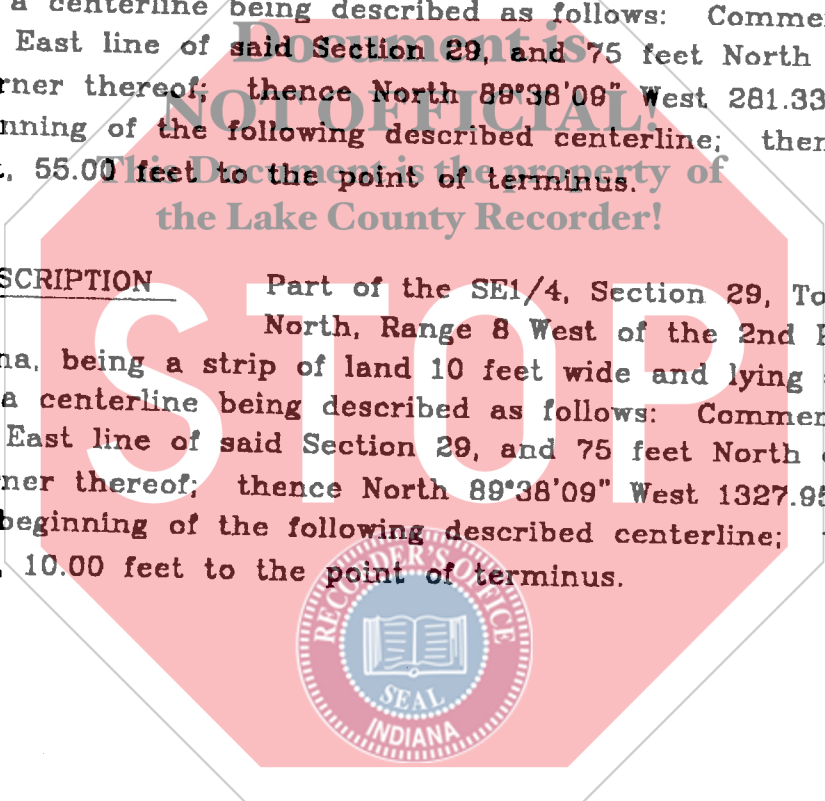 a centerline being described as follows: Commen
East line of said Section 29, and 75 feet North
rner thereof; thence North 89°38'09" West 281.33
nning of the following described centerline; then
55.00 feet to the point of terminus.
Document is
NOT OFFICIAL!
This Document is the property of
the Lake County Recorder!
SCRIPTION Part of the SE1/4, Section 29, To
North, Range 8 West of the 2nd P
na, being a strip of land 10 feet wide and lying
a centerline being described as follows: Commen
East line of said Section 29, and 75 feet North
ner thereof; thence North 89°38'09" West 1327.95
beginning of the following described centerline;
10.00 feet to the point of terminus.
STOP
RECORDER'S OFFICE
SEAL
INDIANA